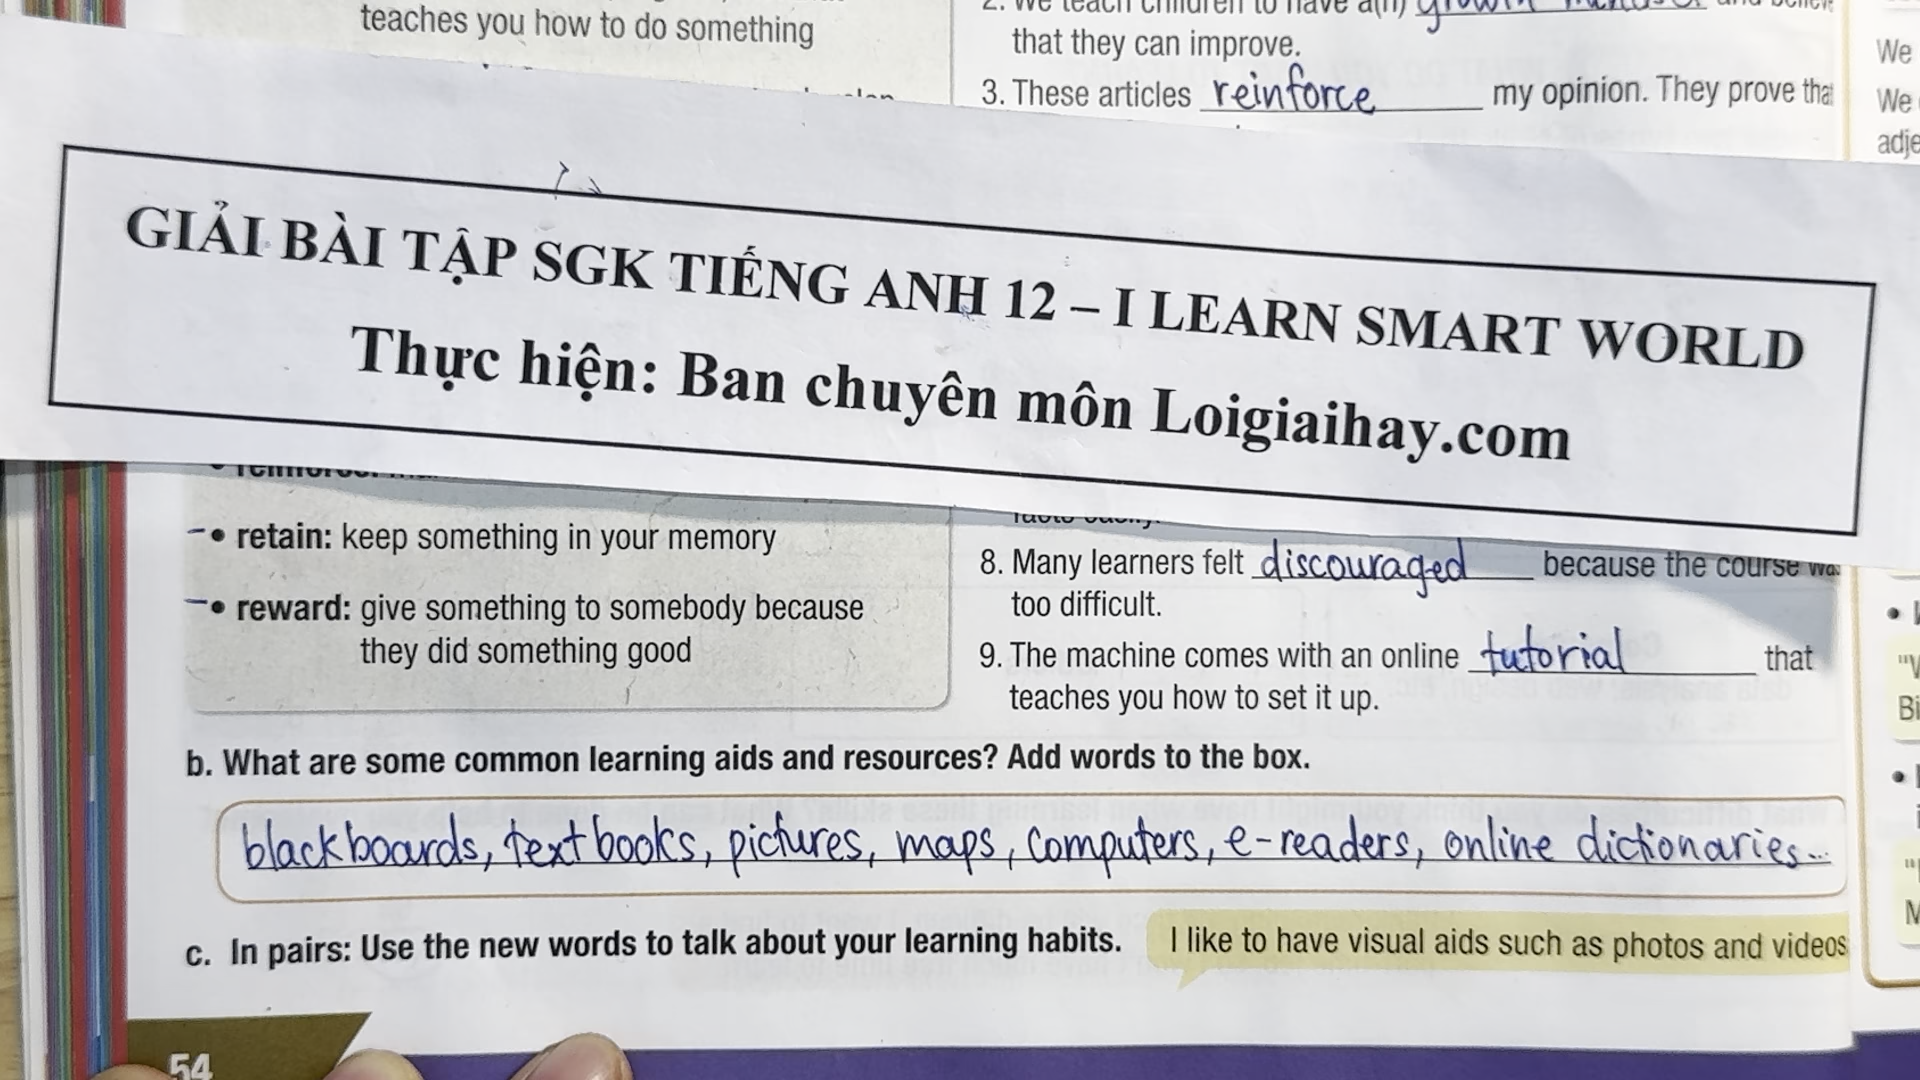 teaches you how to do something
that they can improve.
3. These articles reinforce my opinion. They prove that
We
We
adje
GIẢI BÀI TẬP SGK TIẾNG ANH 12 – I LEARN SMART WORLD
Thực hiện: Ban chuyên môn Loigiaihay.com
• retain: keep something in your memory
• reward: give something to somebody because
they did something good
8. Many learners felt discouraged because the course was
too difficult.
9. The machine comes with an online tutorial that
teaches you how to set it up.
b. What are some common learning aids and resources? Add words to the box.
blackboards, textbooks, pictures, maps, computers, e-readers, online dictionaries...
c. In pairs: Use the new words to talk about your learning habits.
I like to have visual aids such as photos and videos
54